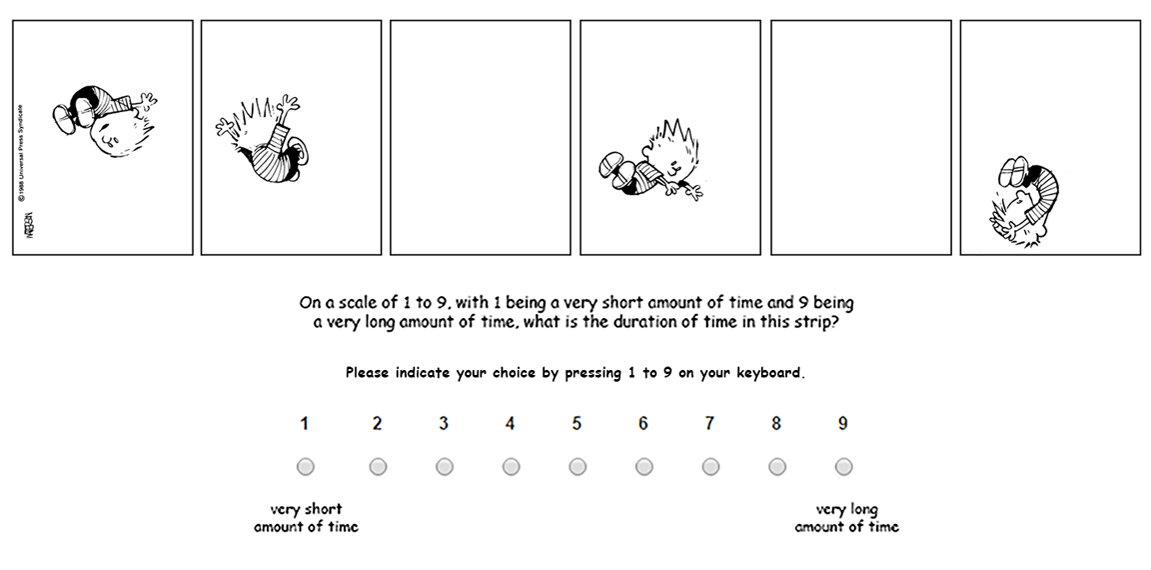 ©1988 Universal Press Syndicate
WATTERSON
On a scale of 1 to 9, with 1 being a very short amount of time and 9 being
a very long amount of time, what is the duration of time in this strip?
Please indicate your choice by pressing 1 to 9 on your keyboard.
1 2 3 4 5 6 7 8 9
very short very long
amount of time amount of time